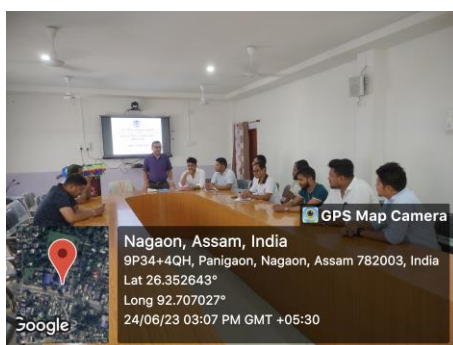 GPS Map Camera
Nagaon, Assam, India
9P34+4QH, Panigaon, Nagaon, Assam 782003, India
Lat 26.352643°
Long 92.707027°
24/06/23 03:07 PM GMT +05:30
Google